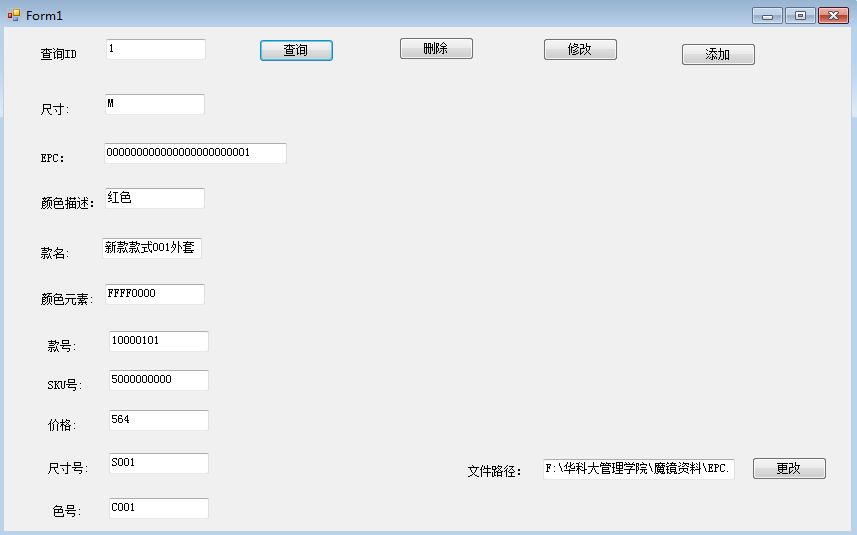 Form1
查询ID 1 查询 删除 修改 添加
尺寸: M
EPC: 000000000000000000000001
颜色描述: 红色
款名: 新款款式001外套
颜色元素: FFFF0000
款号: 10000101
SKU号: 5000000000
价格: 564
尺寸号: S001
文件路径: F:\华科大管理学院\魔镜资料\EPC. 更改
色号: C001